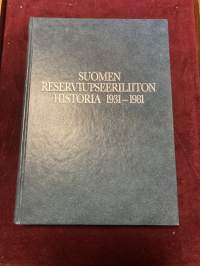 SUOMEN
RESERVIUPSEERILIITON
HISTORIA 1931–1981